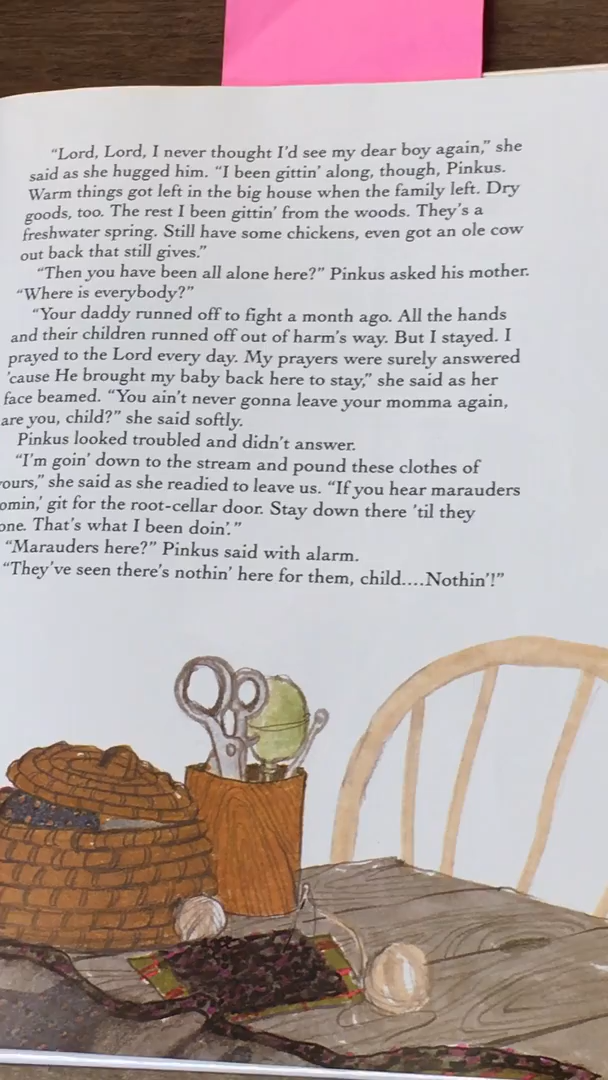 “Lord, Lord, I never thought I’d see my dear boy again,” she
said as she hugged him. “I been gittin’ along, though, Pinkus.
Warm things got left in the big house when the family left. Dry
goods, too. The rest I been gittin’ from the woods. They’s a
freshwater spring. Still have some chickens, even got an ole cow
out back that still gives.”
“Then you have been all alone here?” Pinkus asked his mother.
“Where is everybody?”
“Your daddy runned off to fight a month ago. All the hands
and their children runned off out of harm’s way. But I stayed. I
prayed to the Lord every day. My prayers were surely answered
’cause He brought my baby back here to stay,” she said as her
face beamed. “You ain’t never gonna leave your momma again,
are you, child?” she said softly.
Pinkus looked troubled and didn’t answer.
“I’m goin’ down to the stream and pound these clothes of
ours,” she said as she readied to leave us. “If you hear marauders
omin,’ git for the root-cellar door. Stay down there ’til they
one. That’s what I been doin’.”
“Marauders here?” Pinkus said with alarm.
“They’ve seen there’s nothin’ here for them, child....Nothin’!”